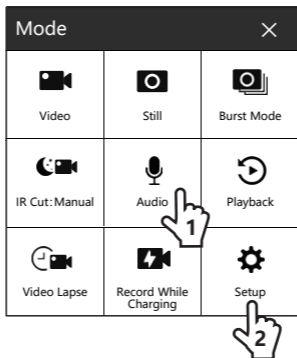 Mode
Video
Still
Burst Mode
IR Cut:Manual
Audio
Playback
1
Video Lapse
Record While
Charging
Setup
2